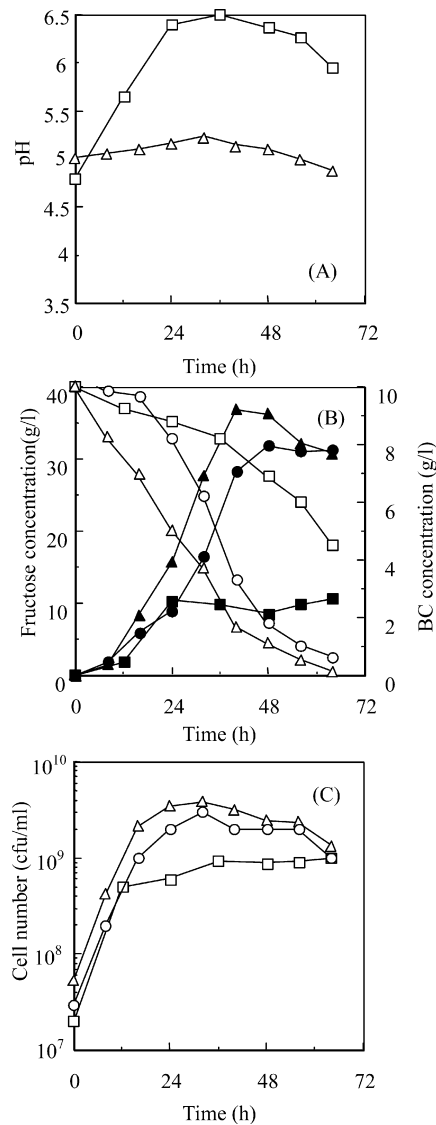 6.5
6
5.5
5
4.5
4
3.5
pH
(A)
0 24 48 72
Time (h)
40
30
20
10
0
Fructose concentration(g/l)
(B)
10
8
6
4
2
0
BC concentration (g/l)
0 24 48 72
Time (h)
10^10
10^9
10^8
10^7
Cell number (cfu/ml)
(C)
0 24 48 72
Time (h)